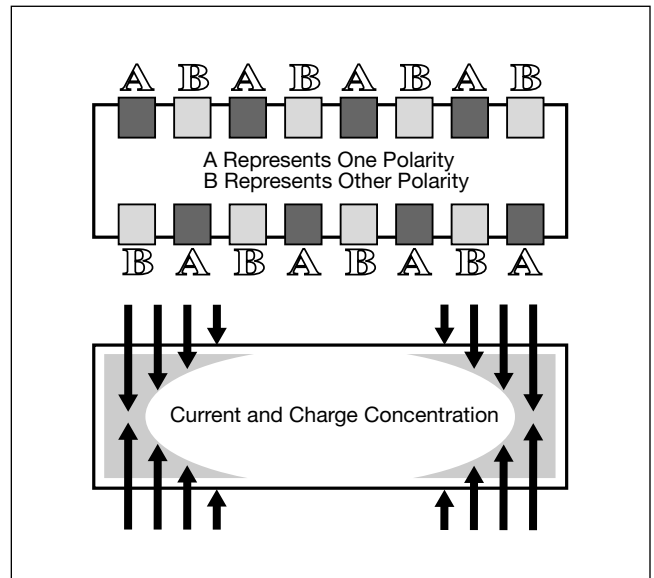 A B A B A B A B
A Represents One Polarity
B Represents Other Polarity
B A B A B A B A
Current and Charge Concentration